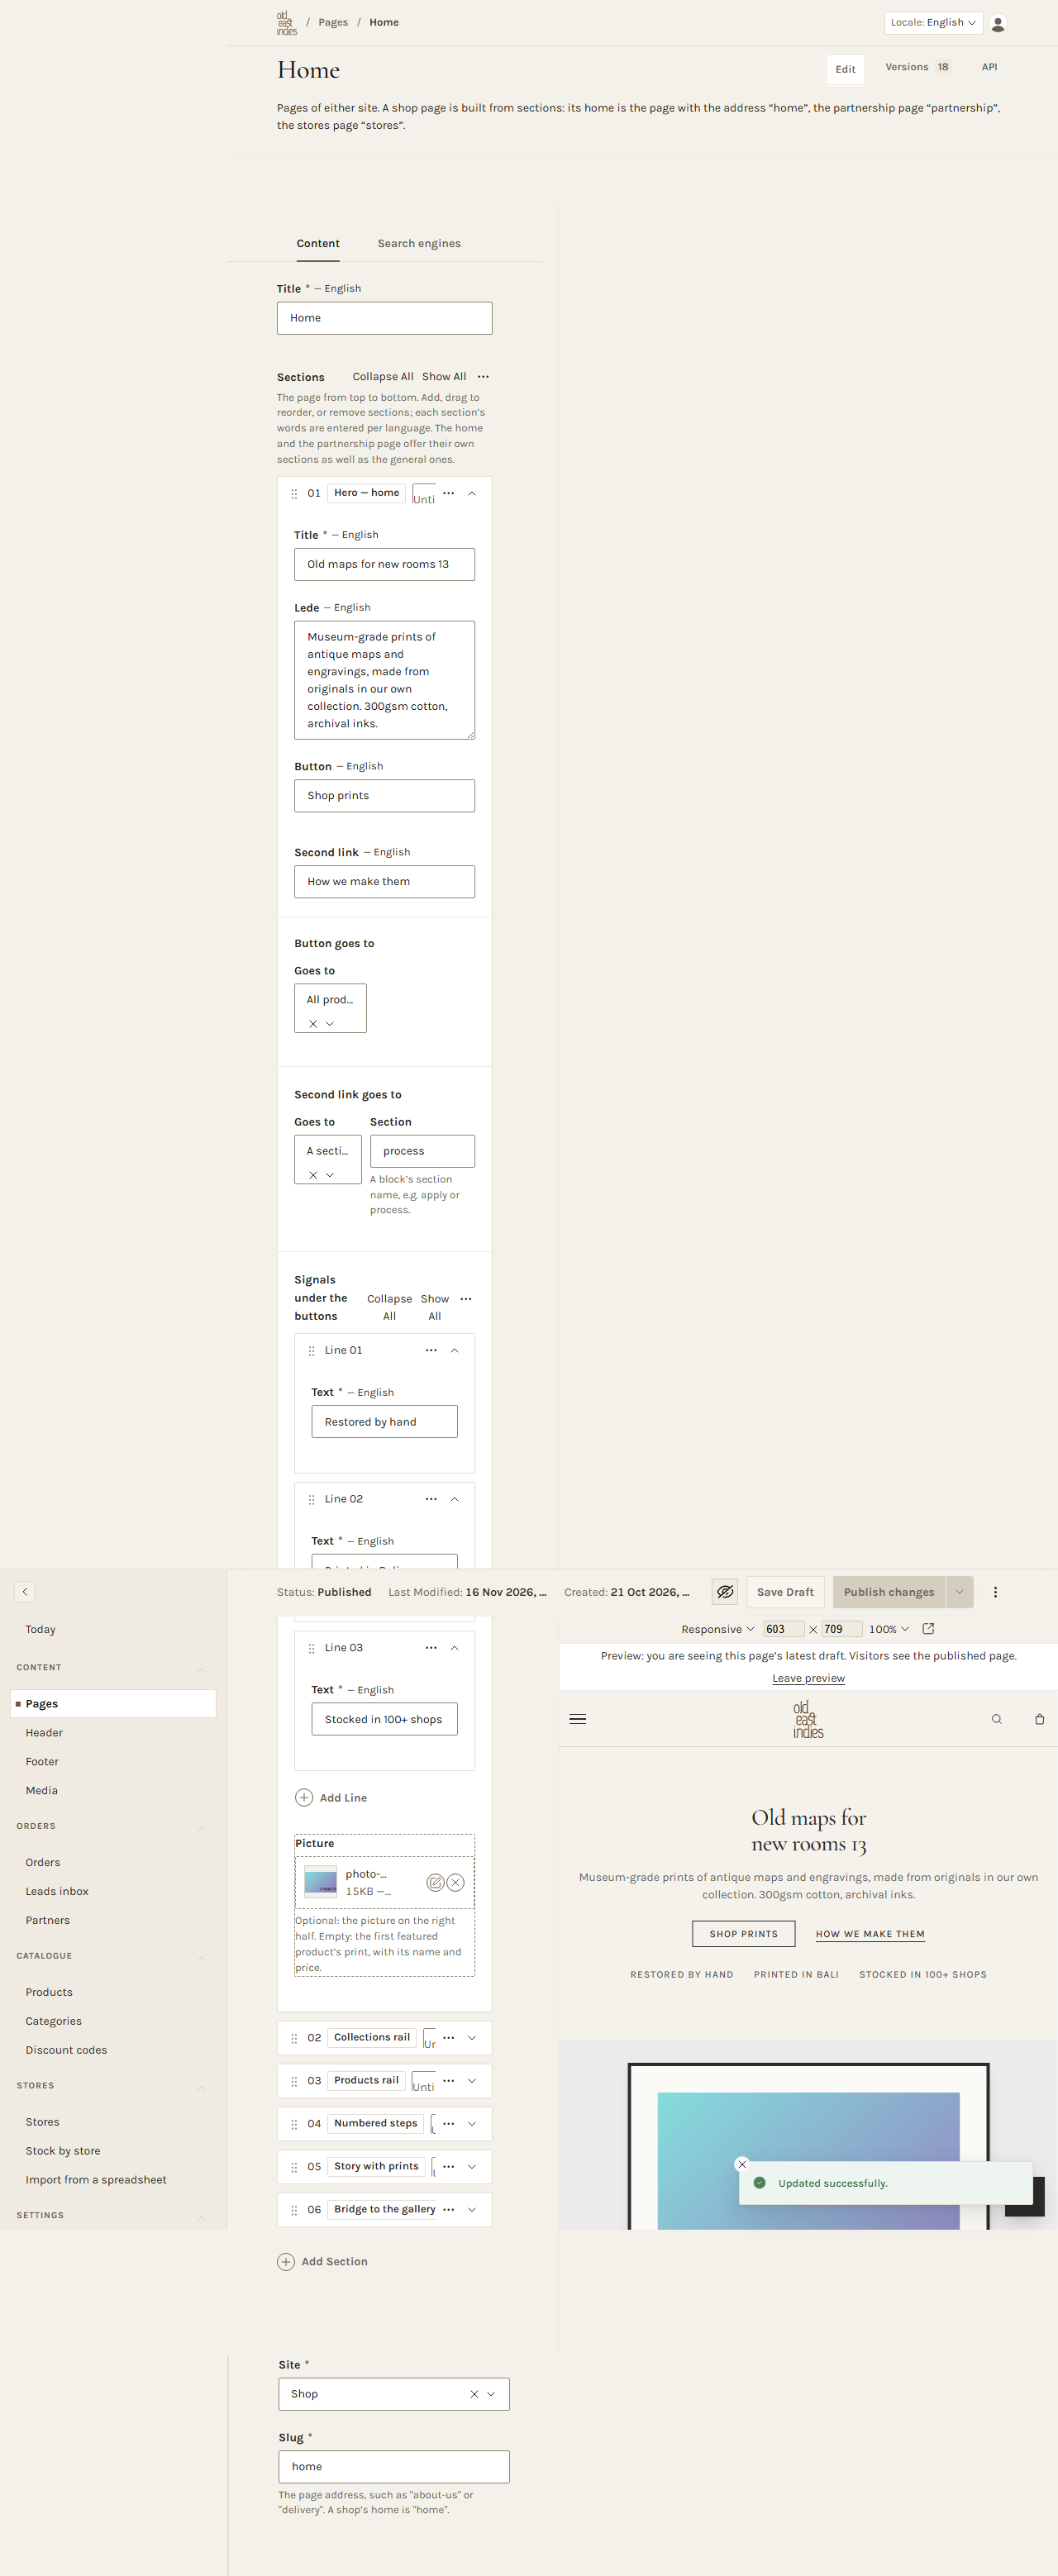 old east indies / Pages / Home
Locale: English
Home
Edit Versions 18 API
Pages of either site. A shop page is built from sections: its home is the page with the address “home”, the partnership page “partnership”,
the stores page “stores”.
Content Search engines
Title * — English
Home
Sections Collapse All Show All
The page from top to bottom. Add, drag to
reorder, or remove sections; each section’s
words are entered per language. The home
and the partnership page offer their own
sections as well as the general ones.
01 Hero — home Unti
Title * — English
Old maps for new rooms 13
Lede — English
Museum-grade prints of
antique maps and
engravings, made from
originals in our own
collection. 300gsm cotton,
archival inks.
Button — English
Shop prints
Second link — English
How we make them
Button goes to
Goes to
All prod...
Second link goes to
Goes to Section
A secti... process
A block’s section
name, e.g. apply or
process.
Signals
under the
buttons
Collapse
All
Show
All
Line 01
Text * — English
Restored by hand
Line 02
Text * — English
Status: Published Last Modified: 16 Nov 2026, ... Created: 21 Oct 2026, ... Save Draft Publish changes
Today
CONTENT
Pages
Header
Footer
Media
ORDERS
Orders
Leads inbox
Partners
CATALOGUE
Products
Categories
Discount codes
STORES
Stores
Stock by store
Import from a spreadsheet
SETTINGS
Line 03
Text * — English
Stocked in 100+ shops
Add Line
Picture
photo-...
15KB —...
Optional: the picture on the right
half. Empty: the first featured
product’s print, with its name and
price.
02 Collections rail Ur
03 Products rail Unti
04 Numbered steps
05 Story with prints
06 Bridge to the gallery
Add Section
Responsive 603 × 709 100%
Preview: you are seeing this page’s latest draft. Visitors see the published page.
Leave preview
old east indies
Old maps for
new rooms 13
Museum-grade prints of antique maps and engravings, made from originals in our own
collection. 300gsm cotton, archival inks.
SHOP PRINTS HOW WE MAKE THEM
RESTORED BY HAND PRINTED IN BALI STOCKED IN 100+ SHOPS
Updated successfully.
Site *
Shop
Slug *
home
The page address, such as "about-us" or
"delivery". A shop’s home is "home".